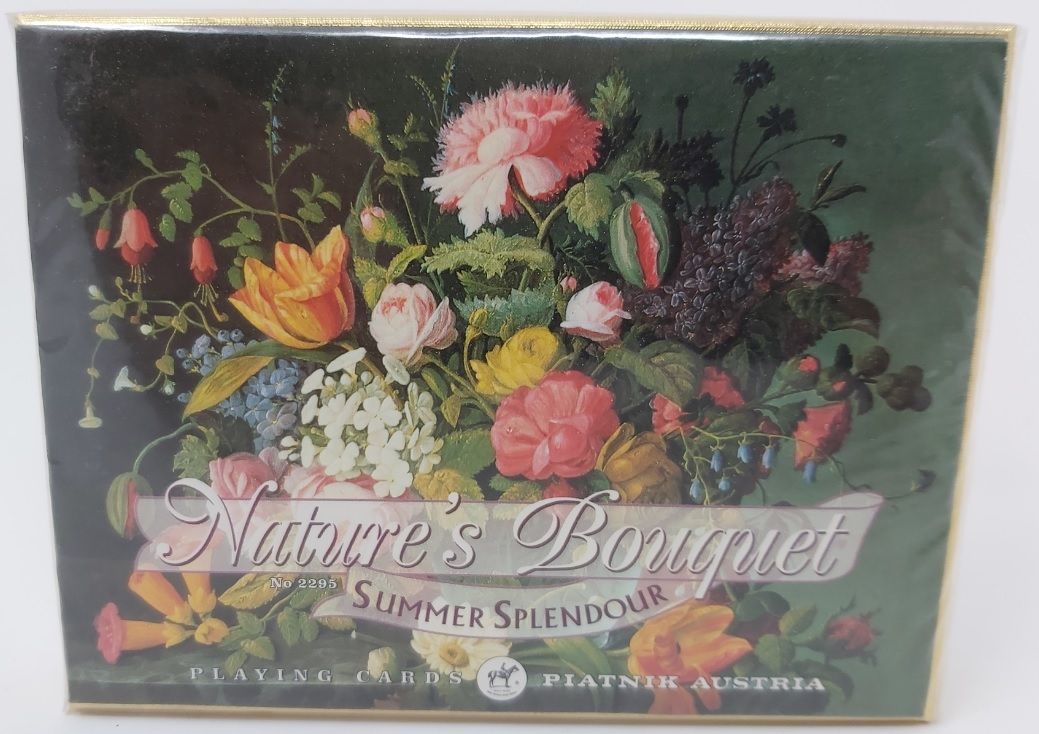 Nature's Bouquet
No 2295
SUMMER SPLENDOUR
PLAYING CARDS PIATNIK AUSTRIA